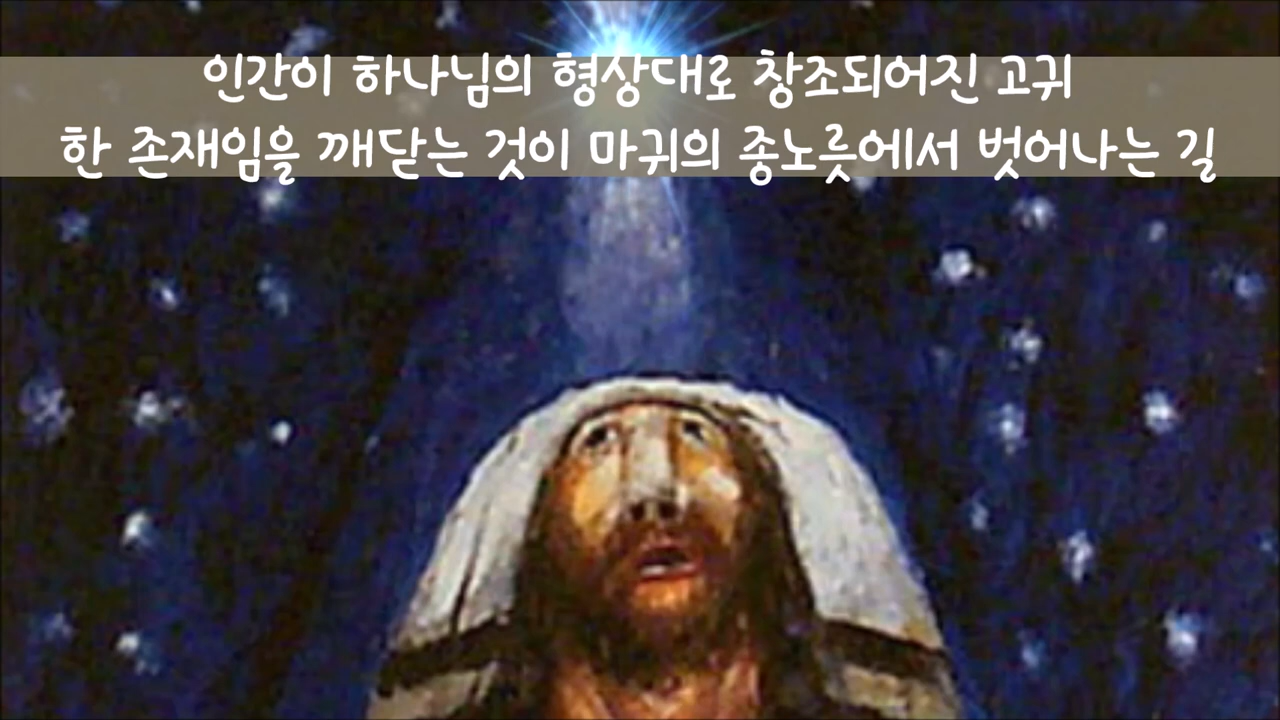 인간이 하나님의 형상대로 창조되어진 고귀
한 존재임을 깨닫는 것이 마귀의 종노릇에서 벗어나는 길